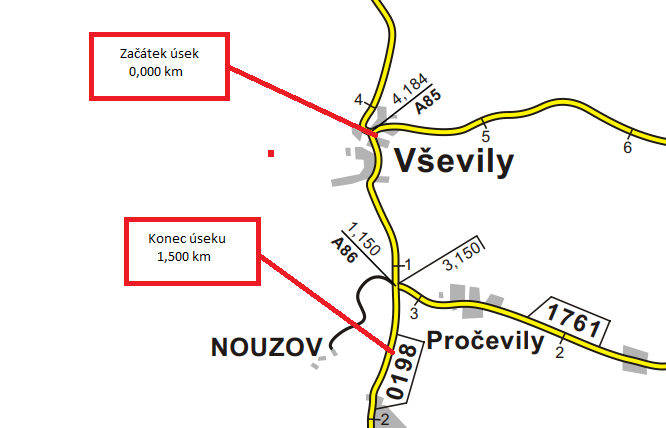 Začátek úsek
0,000 km
4
4,184
A85
5
6
Vševily
Konec úseku
1,500 km
1,150
A86
1
3,150
3
1761
Pročevily
2
NOUZOV
0198
2